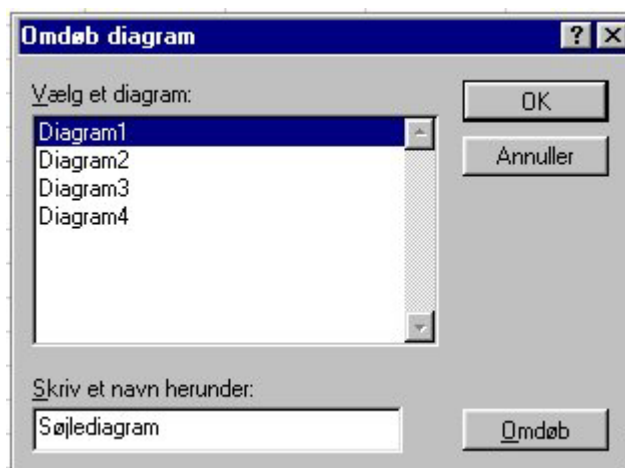 Omdøb diagram
Vælg et diagram:
OK
Diagram1
Diagram2
Annuller
Diagram3
Diagram4
Skriv et navn herunder:
Søjlediagram
Omdøb